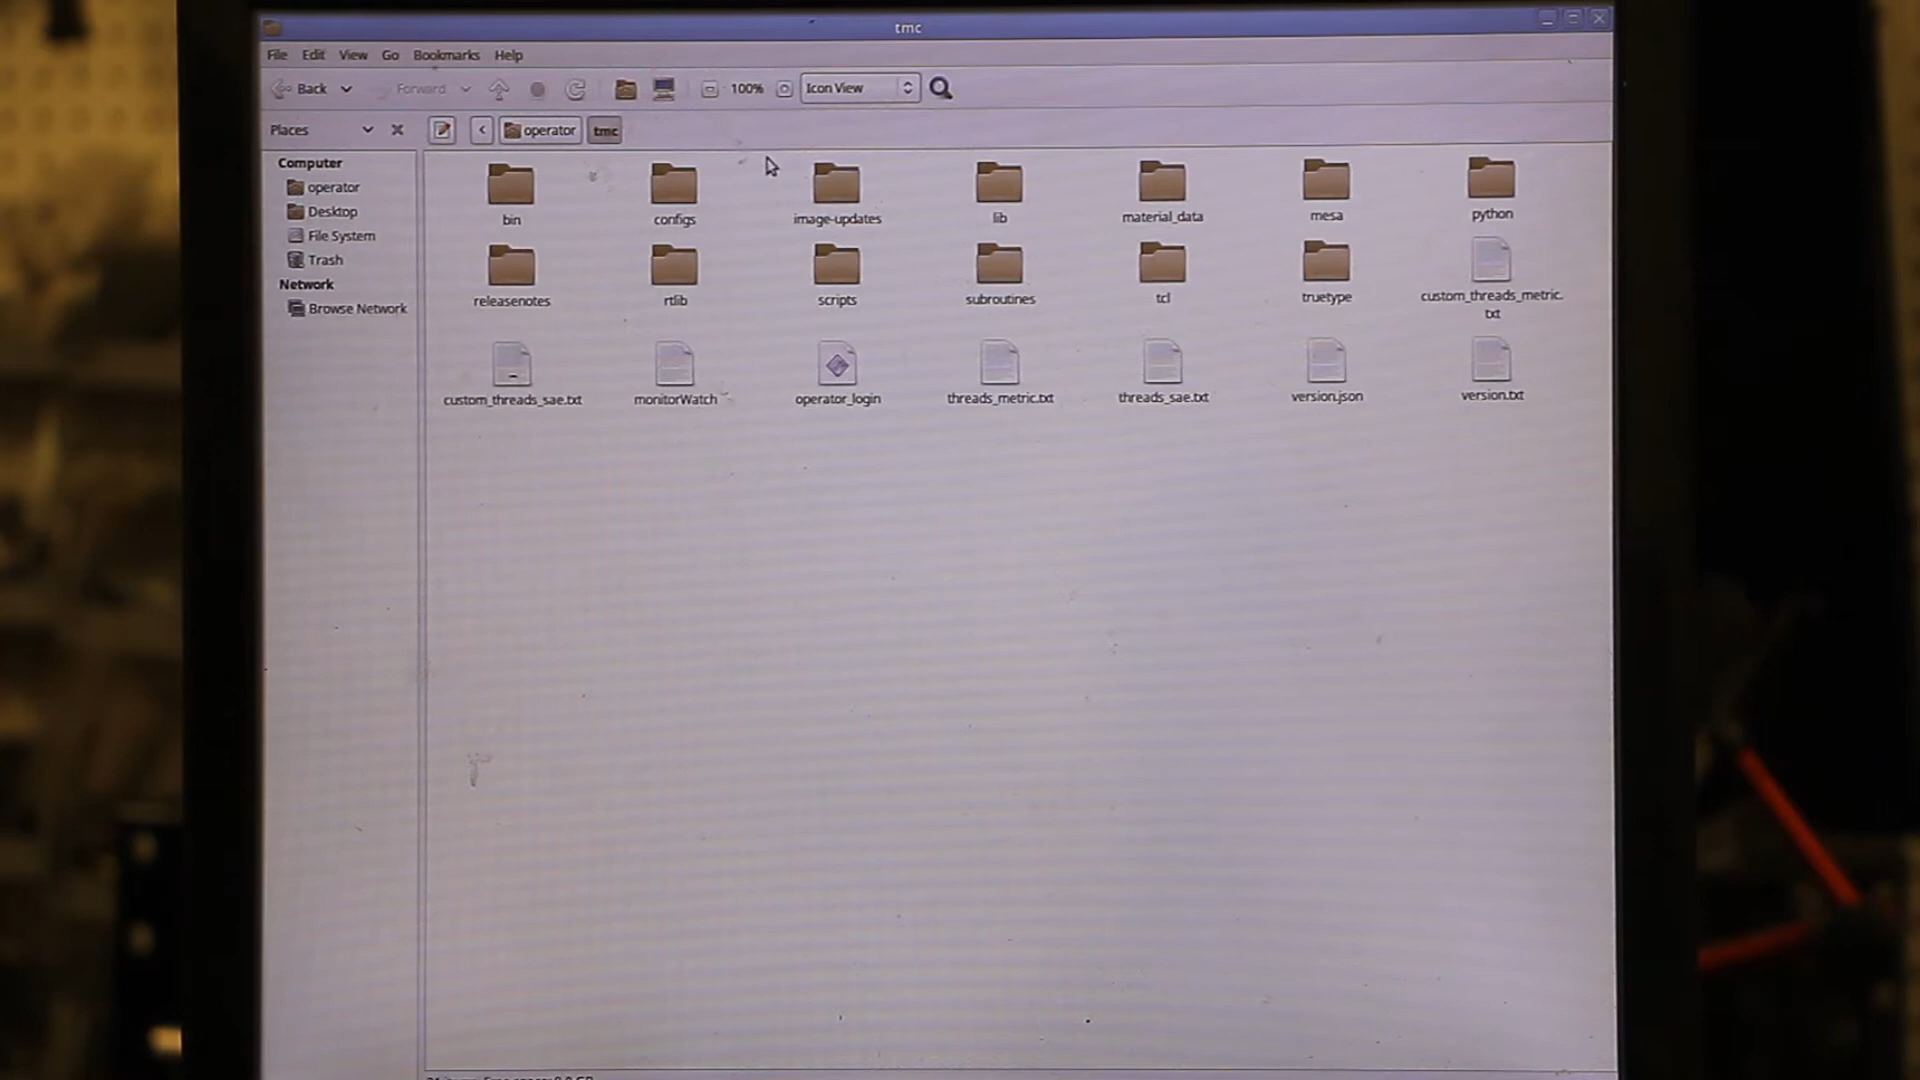 tmc
File Edit View Go Bookmarks Help
Back Forward 100% Icon View
Places operator tmc
Computer
operator
Desktop
File System
Trash
Network
Browse Network
bin configs image-updates lib material_data mesa python
releasenotes rtlib scripts subroutines tcl truetype custom_threads_metric.
txt
custom_threads_sae.txt monitorWatch operator_login threads_metric.txt threads_sae.txt version.json version.txt